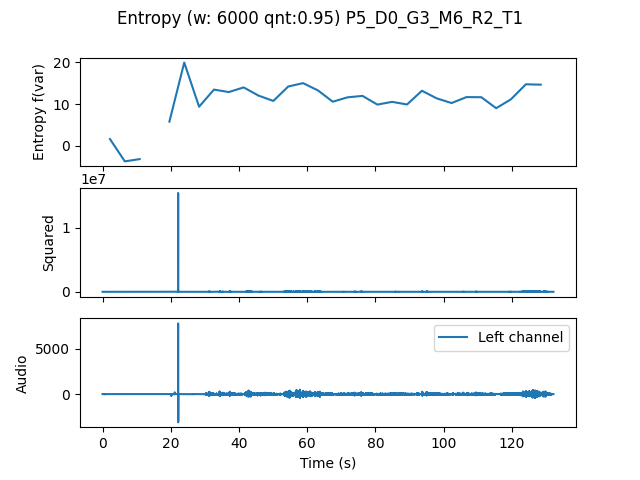 Entropy (w: 6000 qnt:0.95) P5_D0_G3_M6_R2_T1
20
10
0
Entropy f(var)
1e7
1
0
Squared
Left channel
5000
0
Audio
0 20 40 60 80 100 120
Time (s)